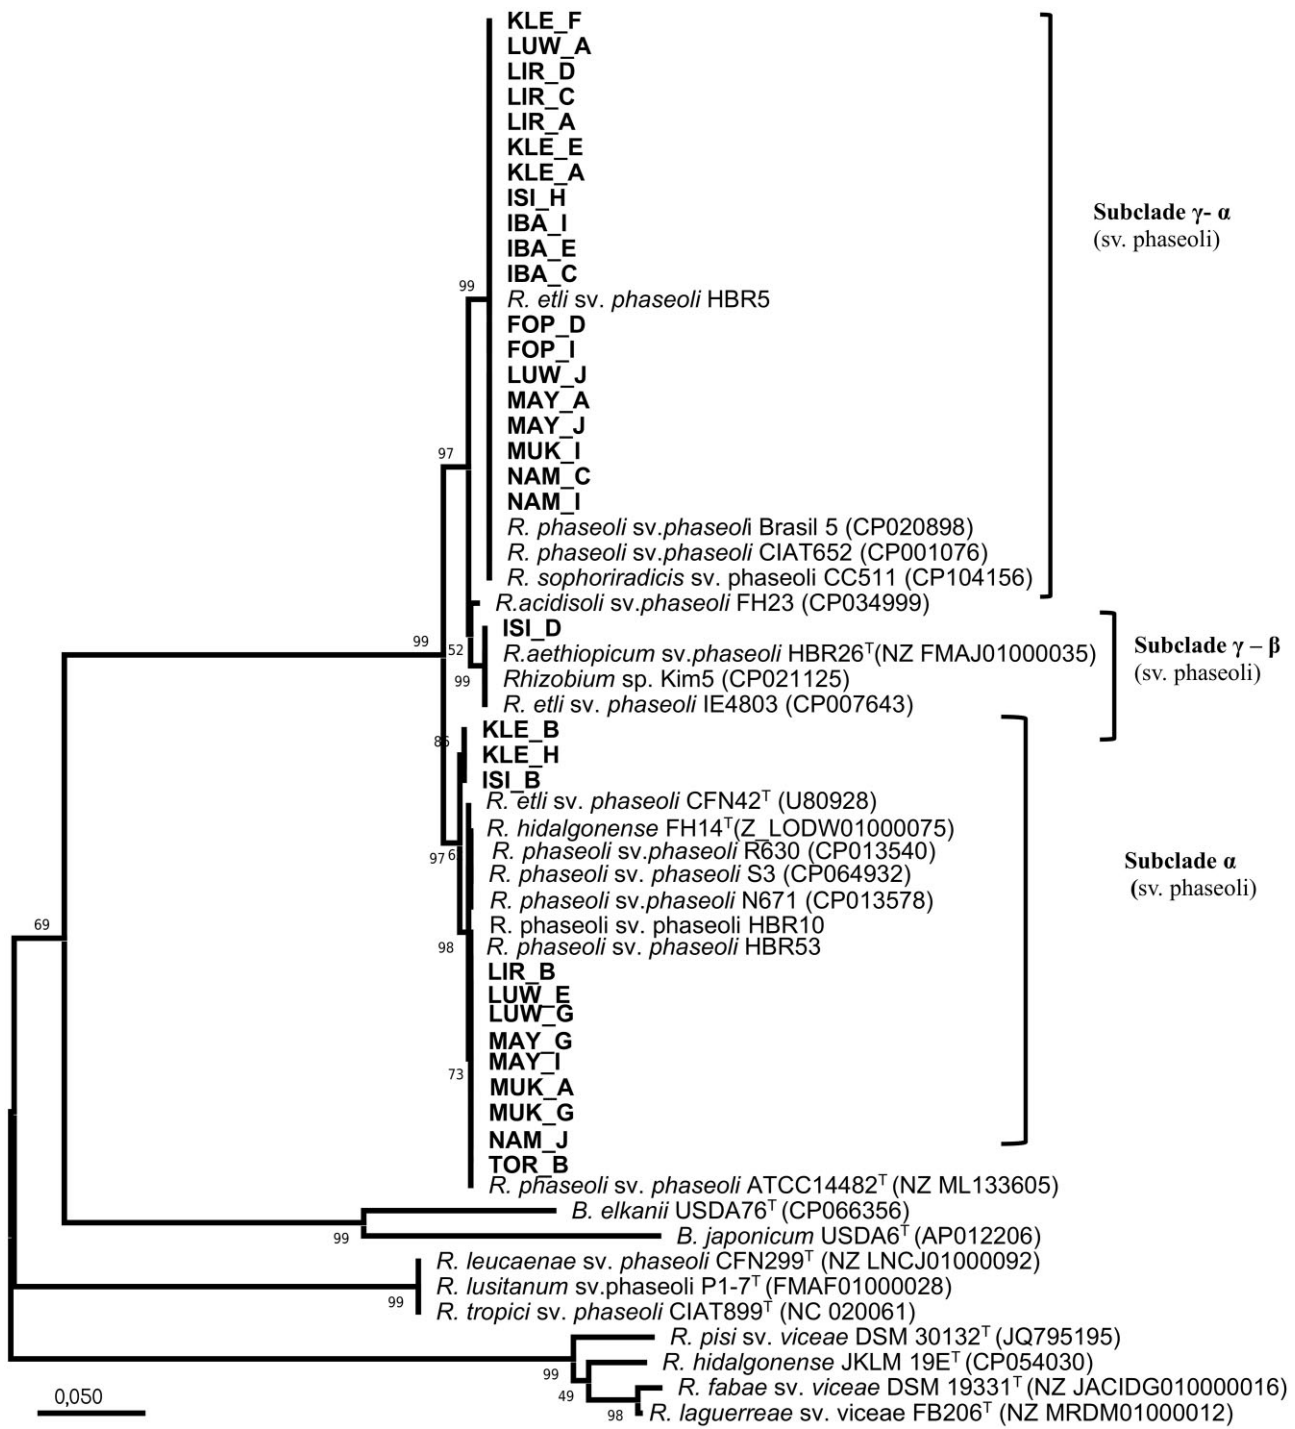 KLE_F
LUW_A
LIR_D
LIR_C
LIR_A
KLE_E
KLE_A
ISI_H
Subclade γ- α
IBA_I
(sv. phaseoli)
IBA_E
IBA_C
99
R. etli sv. phaseoli HBR5
FOP_D
FOP_I
LUW_J
MAY_A
MAY_J
97
MUK_I
NAM_C
NAM_I
R. phaseoli sv.phaseoli Brasil 5 (CP020898)
R. phaseoli sv.phaseoli CIAT652 (CP001076)
R. sophoriradicis sv. phaseoli CC511 (CP104156)
R.acidisoli sv.phaseoli FH23 (CP034999)
ISI_D
99
52
Subclade γ – β
R.aethiopicum sv.phaseoli HBR26ᵀ(NZ FMAJ01000035)
(sv. phaseoli)
99
Rhizobium sp. Kim5 (CP021125)
R. etli sv. phaseoli IE4803 (CP007643)
KLE_B
KLE_H
ISI_B
R. etli sv. phaseoli CFN42ᵀ (U80928)
R. hidalgonense FH14ᵀ(Z_LODW01000075)
97
6
R. phaseoli sv.phaseoli R630 (CP013540)
Subclade α
R. phaseoli sv. phaseoli S3 (CP064932)
(sv. phaseoli)
R. phaseoli sv.phaseoli N671 (CP013578)
69
R. phaseoli sv. phaseoli HBR10
98
R. phaseoli sv. phaseoli HBR53
LIR_B
LUW_E
LUW_G
MAY_G
MAY_I
73
MUK_A
MUK_G
NAM_J
TOR_B
R. phaseoli sv. phaseoli ATCC14482ᵀ (NZ ML133605)
B. elkanii USDA76ᵀ (CP066356)
99
B. japonicum USDA6ᵀ (AP012206)
R. leucaenae sv. phaseoli CFN299ᵀ (NZ LNCJ01000092)
R. lusitanum sv.phaseoli P1-7ᵀ (FMAF01000028)
99
R. tropici sv. phaseoli CIAT899ᵀ (NC 020061)
R. pisi sv. viceae DSM 30132ᵀ (JQ795195)
R. hidalgonense JKLM 19Eᵀ (CP054030)
99
R. fabae sv. viceae DSM 19331ᵀ (NZ JACIDG010000016)
49
0,050
98
R. laguerreae sv. viceae FB206ᵀ (NZ MRDM01000012)